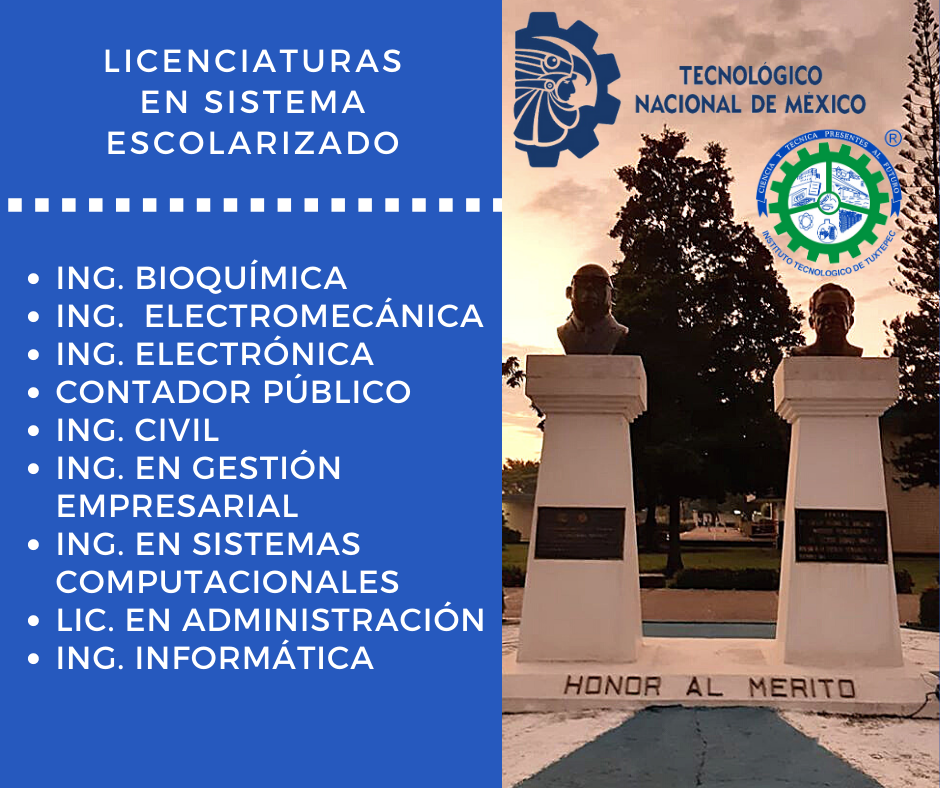 LICENCIATURAS
EN SISTEMA
ESCOLARIZADO
• ING. BIOQUÍMICA
• ING. ELECTROMECÁNICA
• ING. ELECTRÓNICA
• CONTADOR PÚBLICO
• ING. CIVIL
• ING. EN GESTIÓN
EMPRESARIAL
• ING. EN SISTEMAS
COMPUTACIONALES
• LIC. EN ADMINISTRACIÓN
• ING. INFORMÁTICA
TECNOLÓGICO
NACIONAL DE MÉXICO
®
CIENCIA Y TECNICA PRESENTES AL FUTURO
INSTITUTO TECNOLOGICO DE TUXTEPEC
HONOR AL MERITO